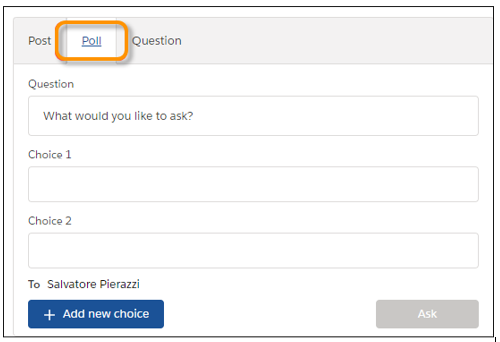 Post Poll Question
Question
What would you like to ask?
Choice 1
Choice 2
To Salvatore Pierazzi
+ Add new choice Ask